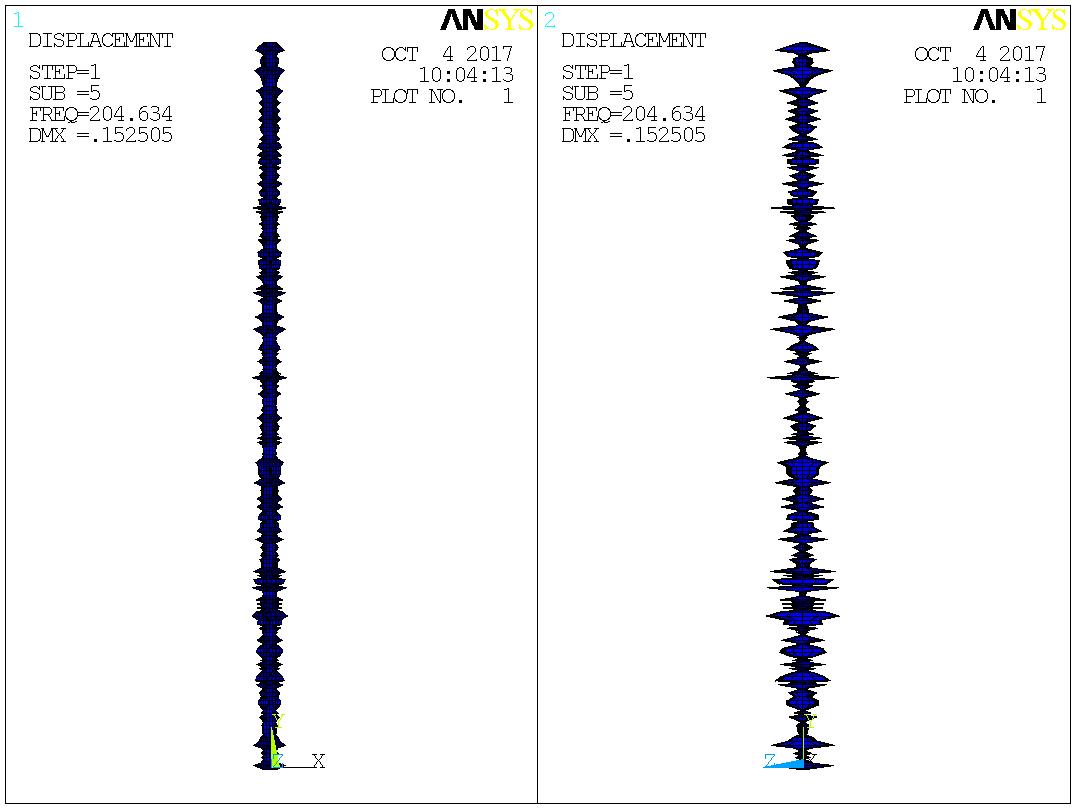 1
ANSYS
DISPLACEMENT
STEP=1
SUB =5
FREQ=204.634
DMX =.152505
OCT  4 2017
10:04:13
PLOT NO.   1
Y
Z
X
2
ANSYS
DISPLACEMENT
STEP=1
SUB =5
FREQ=204.634
DMX =.152505
OCT  4 2017
10:04:13
PLOT NO.   1
Y
Z
X